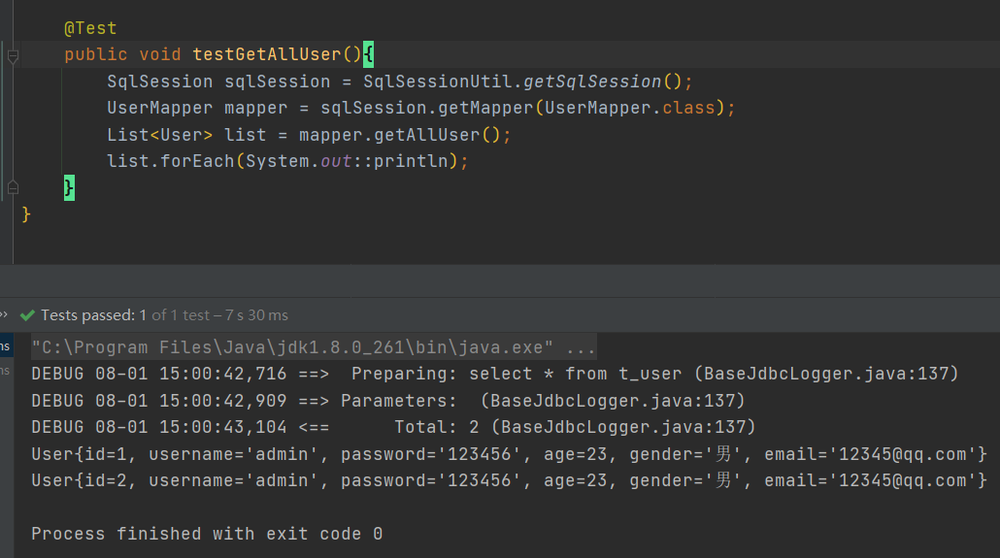 @Test
public void testGetAllUser(){
SqlSession sqlSession = SqlSessionUtil.getSqlSession();
UserMapper mapper = sqlSession.getMapper(UserMapper.class);
List<User> list = mapper.getAllUser();
list.forEach(System.out::println);
}
}
» Tests passed: 1 of 1 test – 7 s 30 ms
ms "C:\Program Files\Java\jdk1.8.0_261\bin\java.exe" ...
ms DEBUG 08-01 15:00:42,716 ==>  Preparing: select * from t_user (BaseJdbcLogger.java:137)
DEBUG 08-01 15:00:42,909 ==> Parameters:  (BaseJdbcLogger.java:137)
DEBUG 08-01 15:00:43,104 <==      Total: 2 (BaseJdbcLogger.java:137)
User{id=1, username='admin', password='123456', age=23, gender='男', email='12345@qq.com'}
User{id=2, username='admin', password='123456', age=23, gender='男', email='12345@qq.com'}
Process finished with exit code 0